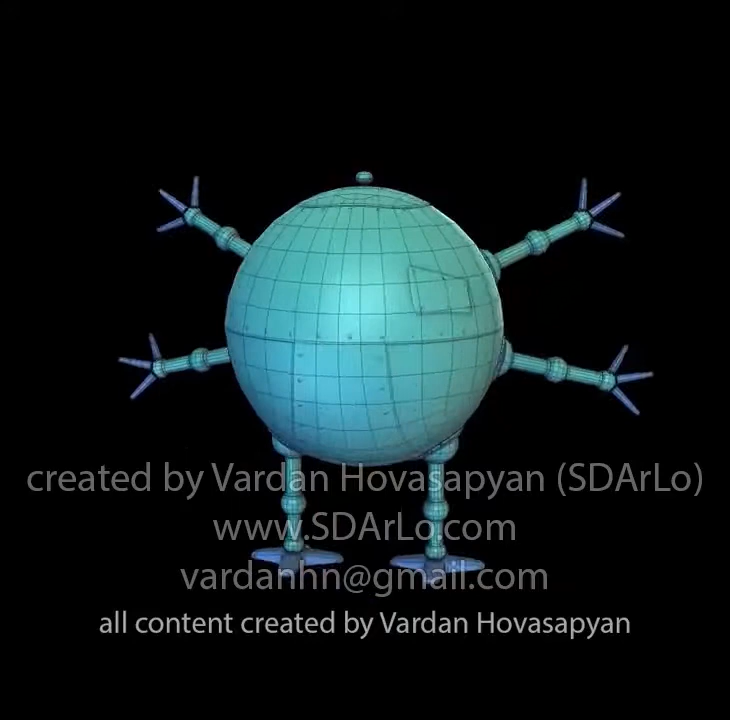 created by Vardan Hovasapyan (SDArLo)
www.SDArLo.com
vardanhn@gmail.com
all content created by Vardan Hovasapyan